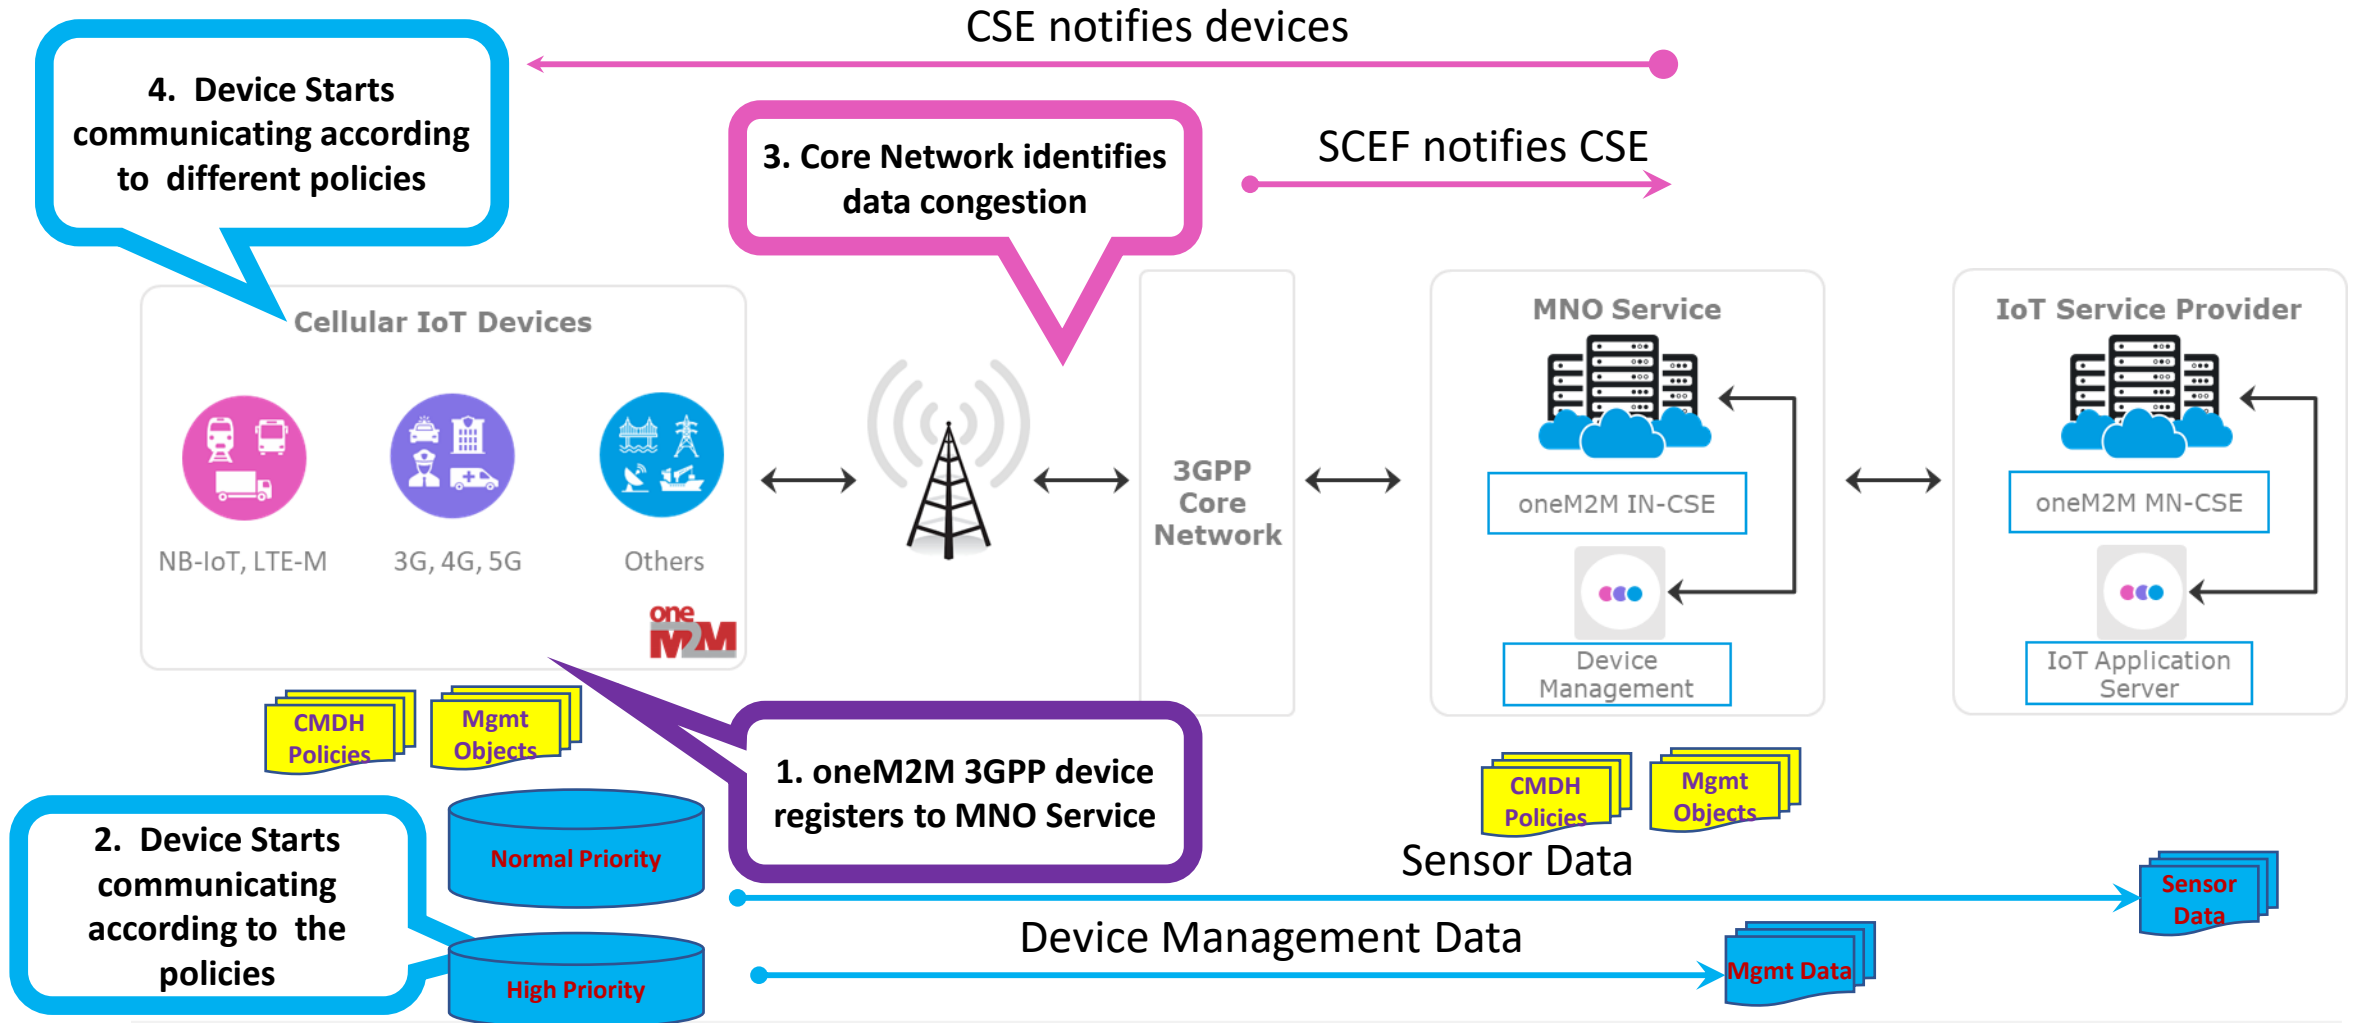 CSE notifies devices
4. Device Starts
communicating according
to different policies
3. Core Network identifies
data congestion
SCEF notifies CSE
Cellular IoT Devices
NB-IoT, LTE-M
3G, 4G, 5G
Others
one
M2M
3GPP
Core
Network
MNO Service
oneM2M IN-CSE
Device
Management
IoT Service Provider
oneM2M MN-CSE
IoT Application
Server
CMDH
Policies
Mgmt
Objects
1. oneM2M 3GPP device
registers to MNO Service
CMDH
Policies
Mgmt
Objects
2. Device Starts
communicating
according to the
policies
Normal Priority
High Priority
Sensor Data
Sensor
Data
Device Management Data
Mgmt Data